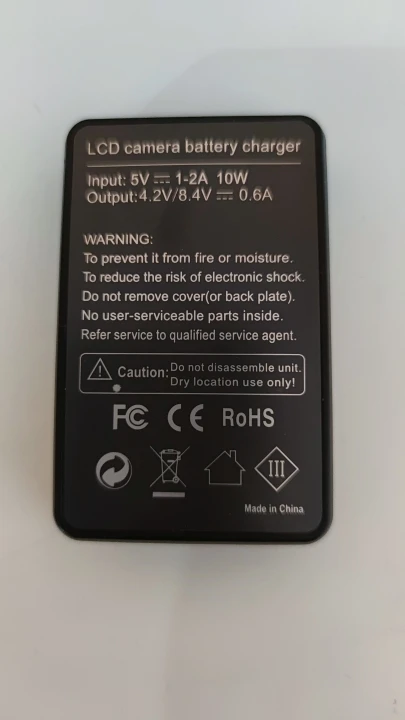 LCD camera battery charger
Input: 5V ⎓ 1-2A 10W
Output:4.2V/8.4V ⎓ 0.6A
WARNING:
To prevent it from fire or moisture.
To reduce the risk of electronic shock.
Do not remove cover(or back plate).
No user-serviceable parts inside.
Refer service to qualified service agent.
Caution: Do not disassemble unit.
Dry location use only!
FC CE RoHS
III
Made in China